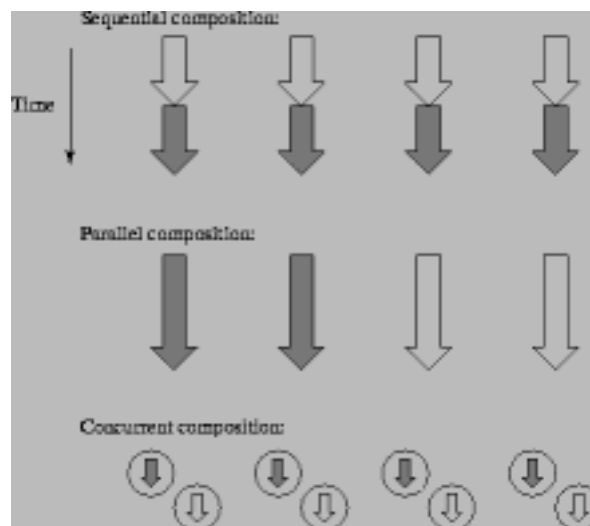 Sequential composition:
Time
Parallel composition:
Concurrent composition: